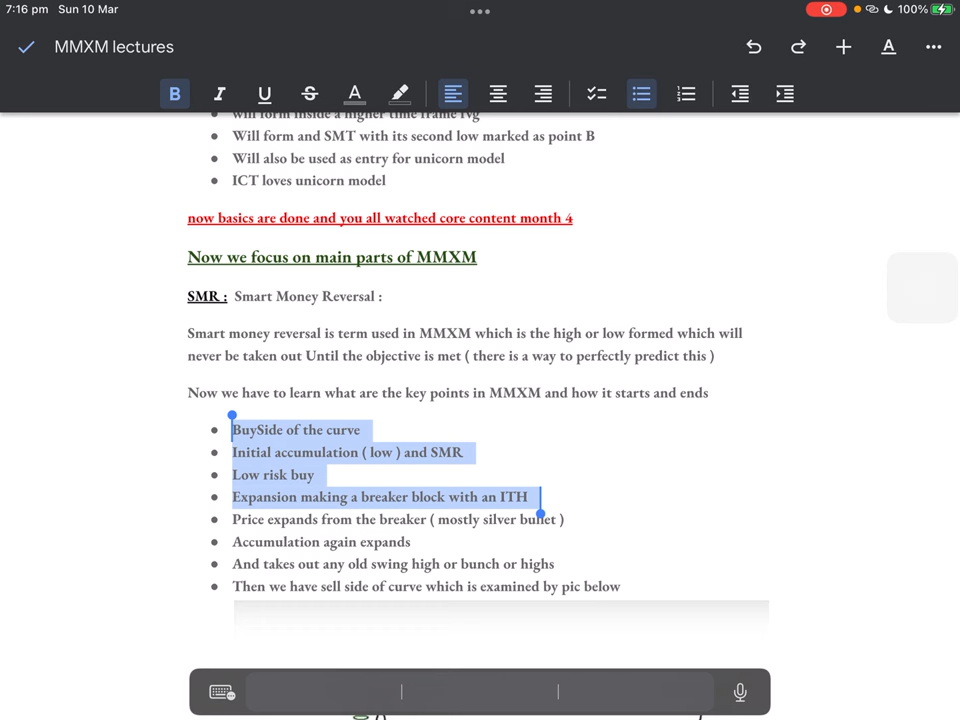 7:16 pm Sun 10 Mar
100%
MMXM lectures
A
B I U S A
will form inside a higher time frame fvg
Will form and SMT with its second low marked as point B
Will also be used as entry for unicorn model
ICT loves unicorn model
now basics are done and you all watched core content month 4
Now we focus on main parts of MMXM
SMR : Smart Money Reversal :
Smart money reversal is term used in MMXM which is the high or low formed which will
never be taken out Until the objective is met ( there is a way to perfectly predict this )
Now we have to learn what are the key points in MMXM and how it starts and ends
BuySide of the curve
Initial accumulation ( low ) and SMR
Low risk buy
Expansion making a breaker block with an ITH
Price expands from the breaker ( mostly silver bullet )
Accumulation again expands
And takes out any old swing high or bunch or highs
Then we have sell side of curve which is examined by pic below